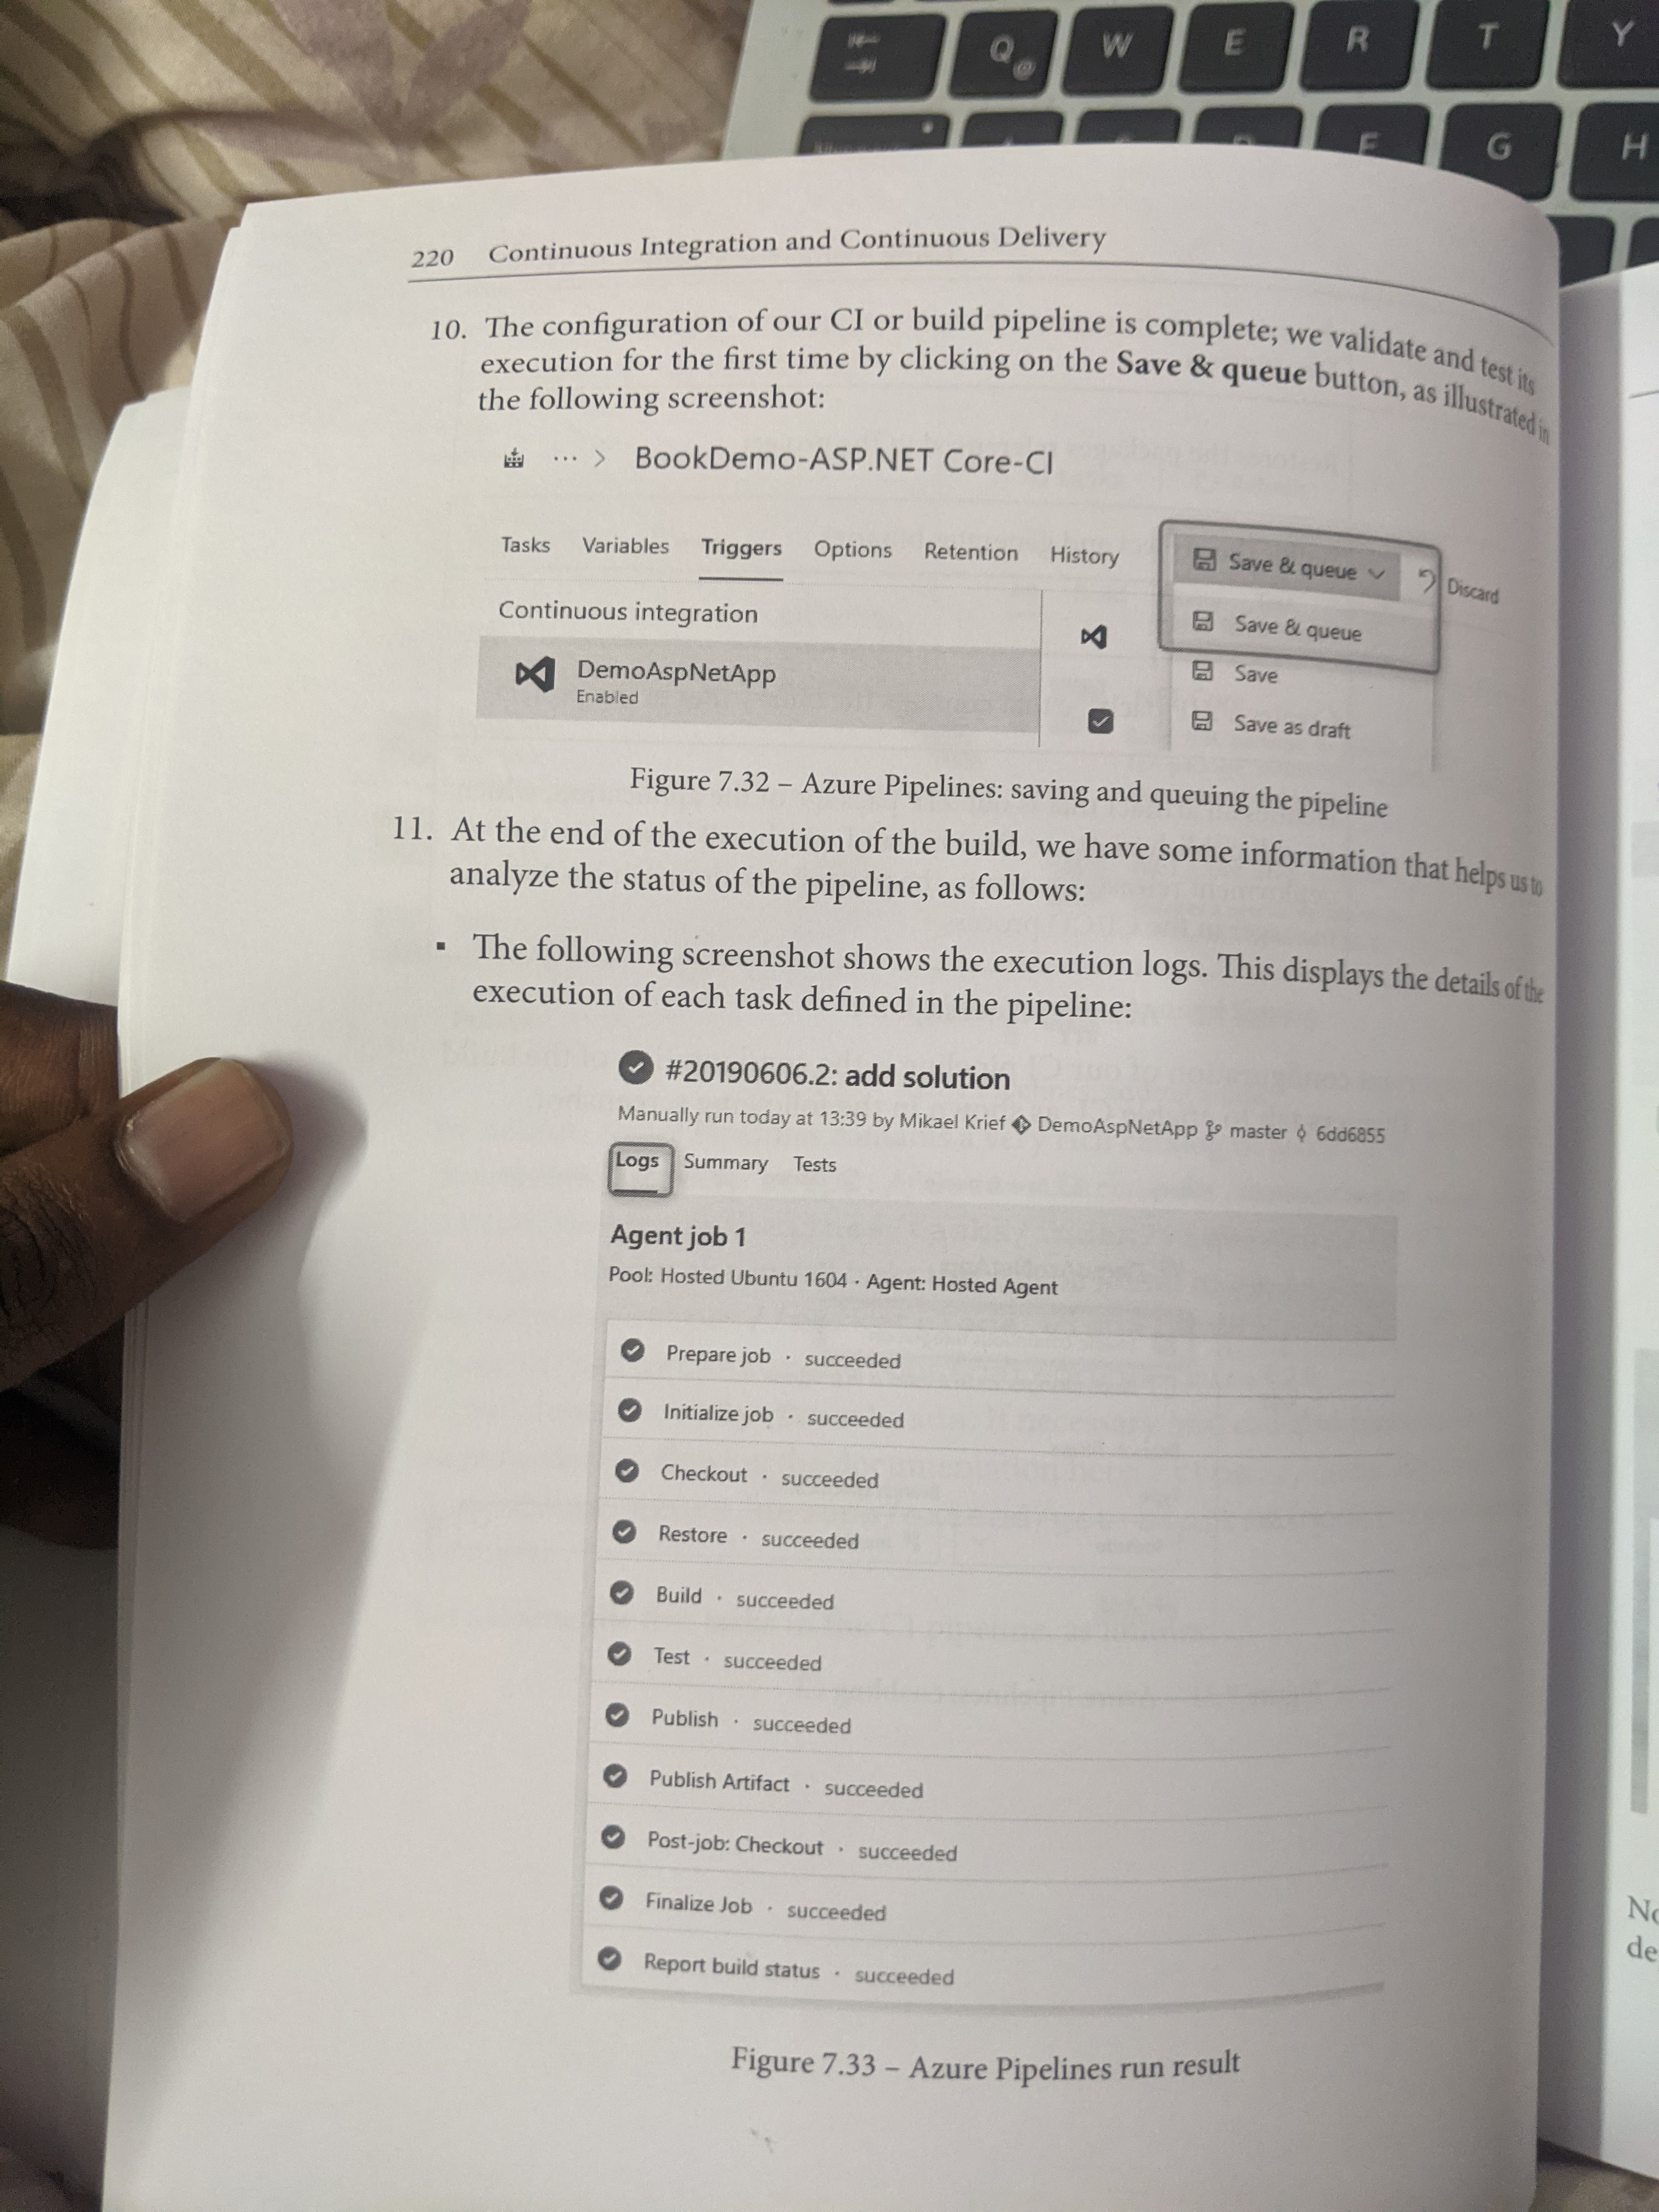 Q
@
W
E
R
T
Y
F
G
H
220 Continuous Integration and Continuous Delivery
10. The configuration of our CI or build pipeline is complete; we validate and test its
execution for the first time by clicking on the Save & queue button, as illustrated in
the following screenshot:
... > BookDemo-ASP.NET Core-CI
Tasks Variables Triggers Options Retention History Save & queue Discard
Continuous integration
Save & queue
DemoAspNetApp
Enabled
Save
Save as draft
Figure 7.32 – Azure Pipelines: saving and queuing the pipeline
11. At the end of the execution of the build, we have some information that helps us to
analyze the status of the pipeline, as follows:
▪ The following screenshot shows the execution logs. This displays the details of the
execution of each task defined in the pipeline:
#20190606.2: add solution
Manually run today at 13:39 by Mikael Krief DemoAspNetApp master 6dd6855
Logs Summary Tests
Agent job 1
Pool: Hosted Ubuntu 1604 · Agent: Hosted Agent
Prepare job · succeeded
Initialize job · succeeded
Checkout · succeeded
Restore · succeeded
Build · succeeded
Test · succeeded
Publish · succeeded
Publish Artifact · succeeded
Post-job: Checkout · succeeded
Finalize Job · succeeded
Report build status · succeeded
Figure 7.33 – Azure Pipelines run result